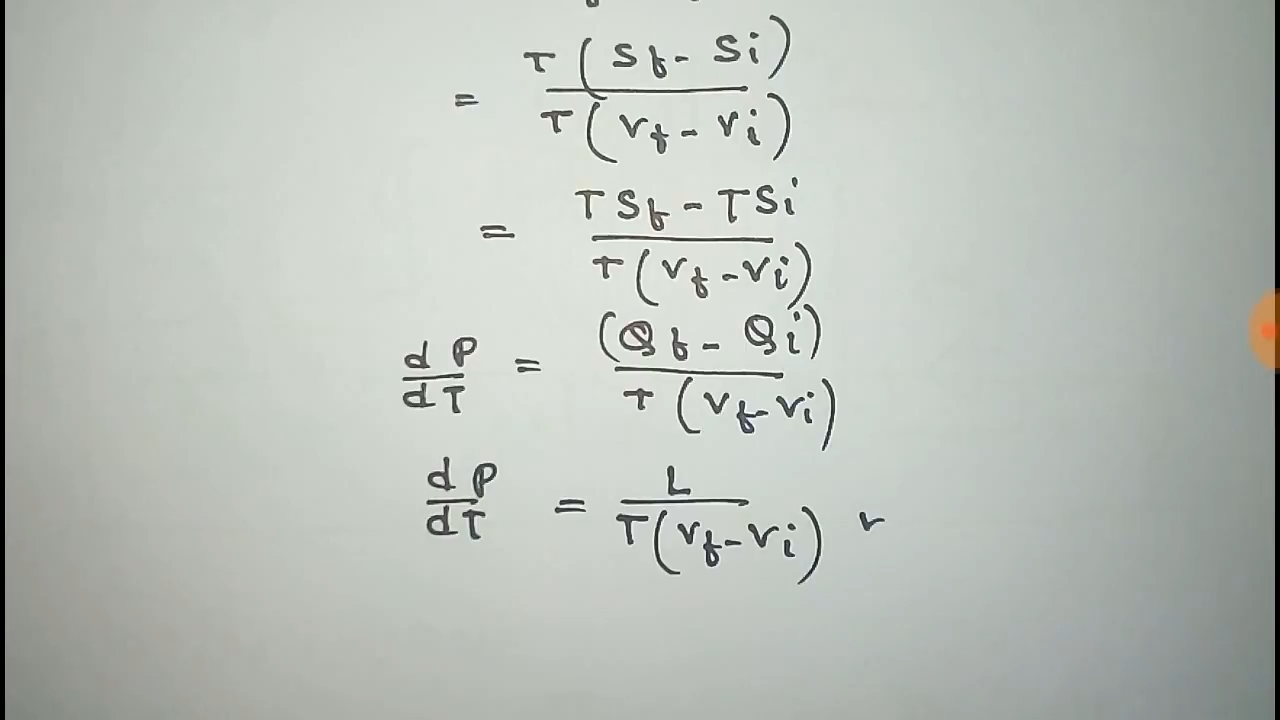 = T(Sf - Si) / T(Vf - Vi)
= TSf - TSi / T(Vf - Vi)
dP/dT = (Qf - Qi) / T(Vf - Vi)
dP/dT = L / T(Vf - Vi)